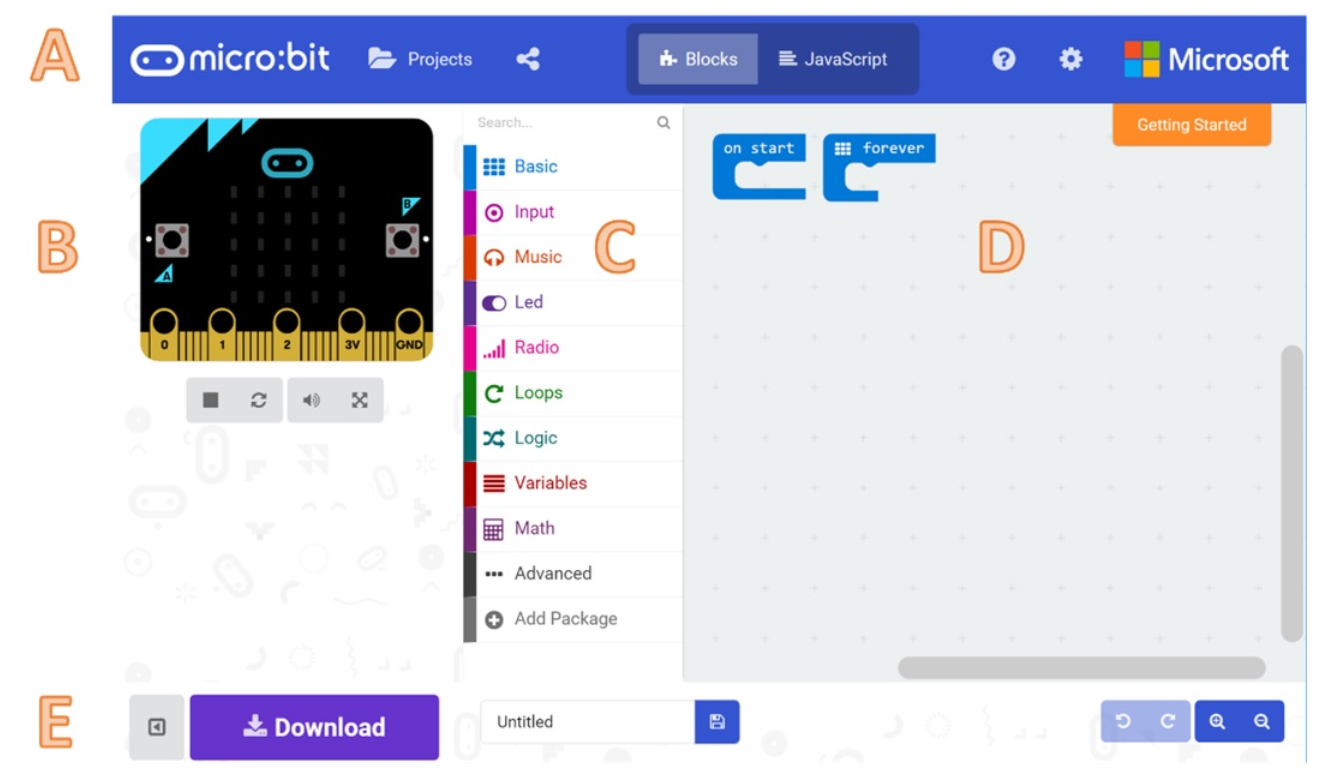 A
micro:bit Projects Blocks JavaScript ? Microsoft
Search...
Getting Started
on start
forever
B
B
A
0 1 2 3V GND
C
Basic
Input
Music
Led
Radio
Loops
Logic
Variables
Math
Advanced
Add Package
D
E
Download
Untitled